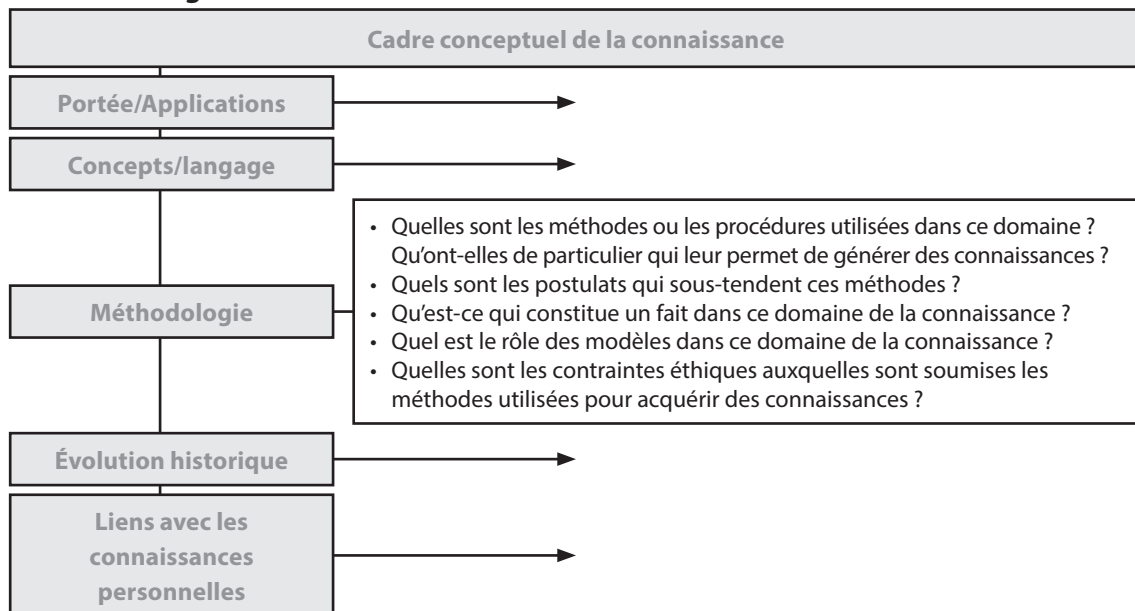 Cadre conceptuel de la connaissance
Portée/Applications
Concepts/langage
Méthodologie
• Quelles sont les méthodes ou les procédures utilisées dans ce domaine ?
Qu’ont-elles de particulier qui leur permet de générer des connaissances ?
• Quels sont les postulats qui sous-tendent ces méthodes ?
• Qu’est-ce qui constitue un fait dans ce domaine de la connaissance ?
• Quel est le rôle des modèles dans ce domaine de la connaissance ?
• Quelles sont les contraintes éthiques auxquelles sont soumises les
méthodes utilisées pour acquérir des connaissances ?
Évolution historique
Liens avec les
connaissances
personnelles